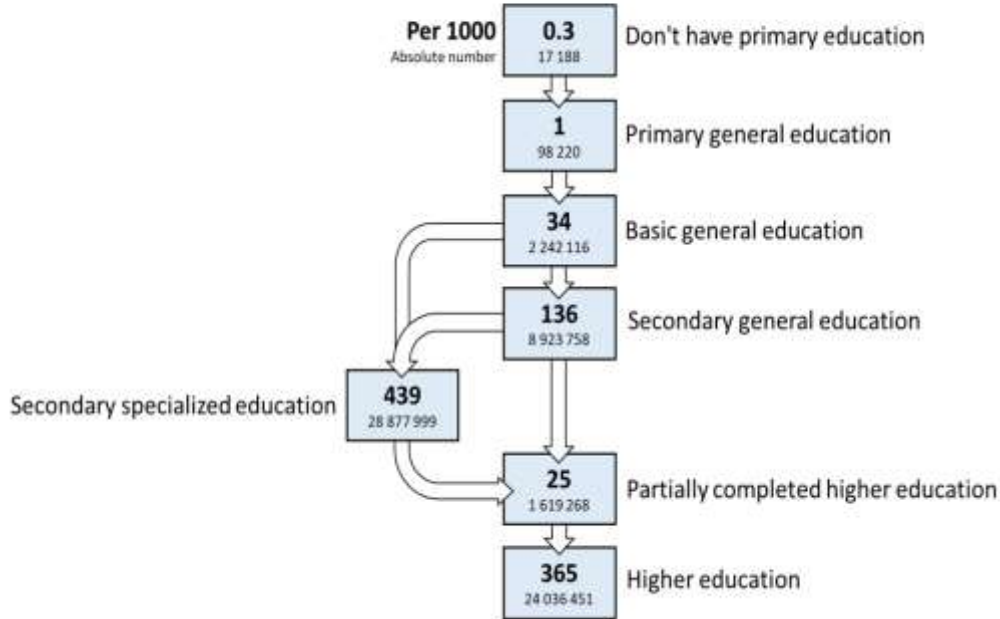 Per 1000
Absolute number
0.3
17 188
Don't have primary education
1
98 220
Primary general education
34
2 242 116
Basic general education
136
8 923 758
Secondary general education
439
28 877 999
Secondary specialized education
25
1 619 268
Partially completed higher education
365
24 036 451
Higher education